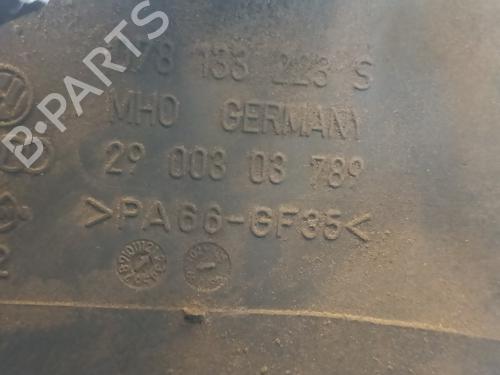 078 133 223 S
MHO GERMANY
29 003 03 789
>PA66-GF35<
B-PARTS